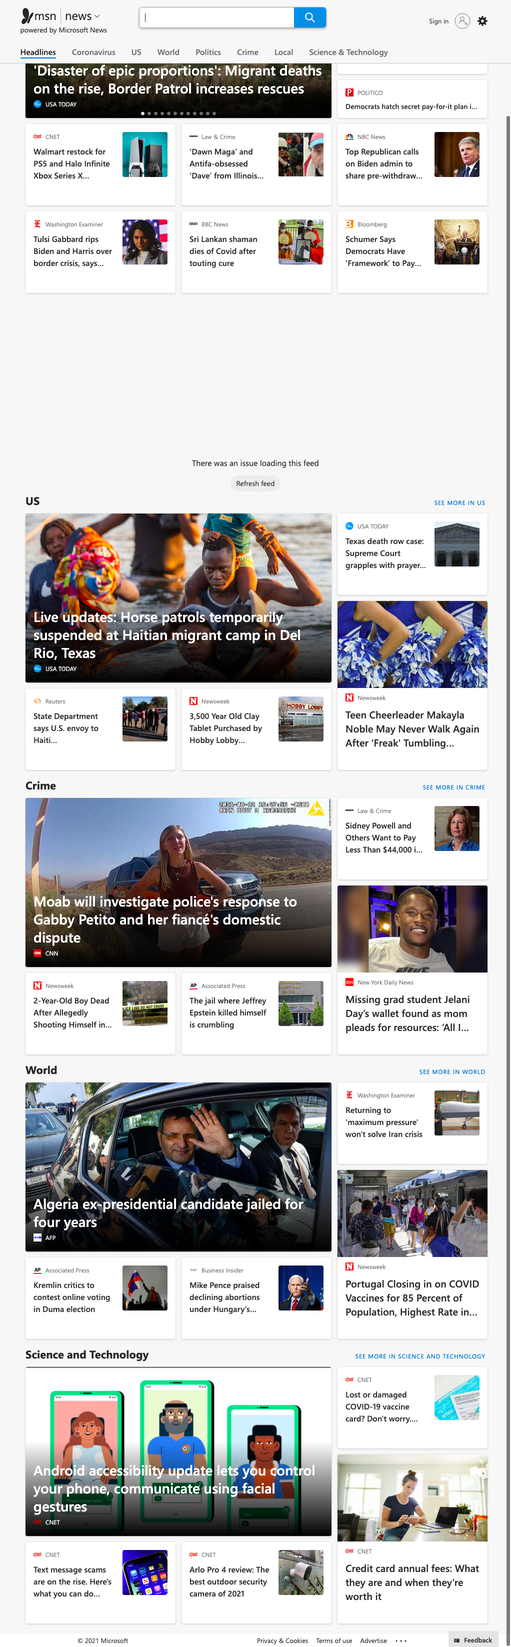 msn | news
powered by Microsoft News
Sign in
Headlines Coronavirus US World Politics Crime Local Science & Technology
'Disaster of epic proportions': Migrant deaths
on the rise, Border Patrol increases rescues
USA TODAY
POLITICO
Democrats hatch secret pay-for-it plan i...
CNET
Walmart restock for
PS5 and Halo Infinite
Xbox Series X...
Law & Crime
'Dawn Maga' and
Antifa-obsessed
'Dave' from Illinois...
NBC News
Top Republican calls
on Biden admin to
share pre-withdraw...
Washington Examiner
Tulsi Gabbard rips
Biden and Harris over
border crisis, says...
BBC News
Sri Lankan shaman
dies of Covid after
touting cure
Bloomberg
Schumer Says
Democrats Have
'Framework' to Pay...
There was an issue loading this feed
Refresh feed
US
SEE MORE IN US
Live updates: Horse patrols temporarily
suspended at Haitian migrant camp in Del
Rio, Texas
USA TODAY
USA TODAY
Texas death row case:
Supreme Court
grapples with prayer...
Reuters
State Department
says U.S. envoy to
Haiti...
Newsweek
3,500 Year Old Clay
Tablet Purchased by
Hobby Lobby...
HOBBY LOBBY
Newsweek
Teen Cheerleader Makayla
Noble May Never Walk Again
After 'Freak' Tumbling...
Crime
SEE MORE IN CRIME
Moab will investigate police's response to
Gabby Petito and her fiancé's domestic
dispute
CNN
Law & Crime
Sidney Powell and
Others Want to Pay
Less Than $44,000 i...
Newsweek
2-Year-Old Boy Dead
After Allegedly
Shooting Himself in...
AP Associated Press
The jail where Jeffrey
Epstein killed himself
is crumbling
New York Daily News
Missing grad student Jelani
Day's wallet found as mom
pleads for resources: 'All I...
World
SEE MORE IN WORLD
Algeria ex-presidential candidate jailed for
four years
AFP
Washington Examiner
Returning to
'maximum pressure'
won't solve Iran crisis
AP Associated Press
Kremlin critics to
contest online voting
in Duma election
Business Insider
Mike Pence praised
declining abortions
under Hungary's...
Newsweek
Portugal Closing in on COVID
Vaccines for 85 Percent of
Population, Highest Rate in...
Science and Technology
SEE MORE IN SCIENCE AND TECHNOLOGY
Android accessibility update lets you control
your phone, communicate using facial
gestures
CNET
CNET
Lost or damaged
COVID-19 vaccine
card? Don't worry....
CNET
Text message scams
are on the rise. Here's
what you can do...
CNET
Arlo Pro 4 review: The
best outdoor security
camera of 2021
CNET
Credit card annual fees: What
they are and when they're
worth it
© 2021 Microsoft
Privacy & Cookies Terms of use Advertise ...
Feedback